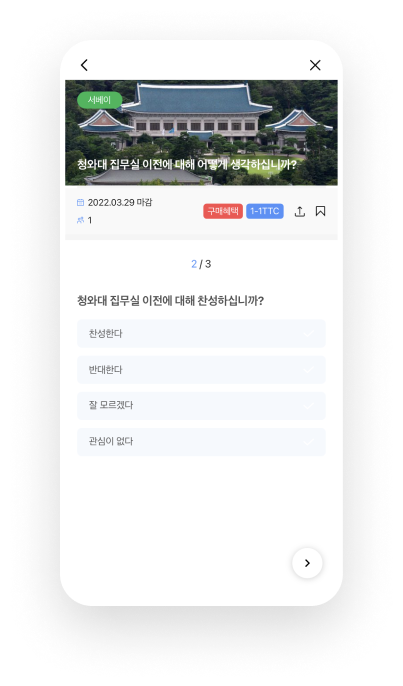 서베이
청와대 집무실 이전에 대해 어떻게 생각하십니까?
2022.03.29 마감
1
구매혜택 1-1TTC
2 / 3
청와대 집무실 이전에 대해 찬성하십니까?
찬성한다
반대한다
잘 모르겠다
관심이 없다